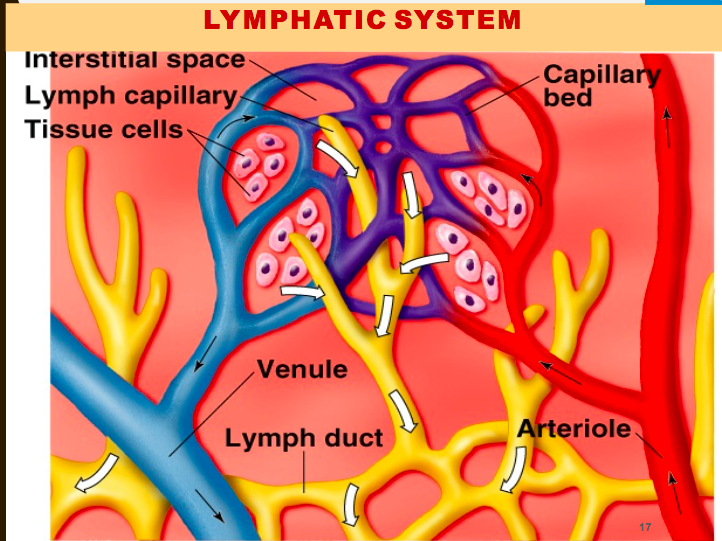 LYMPHATIC SYSTEM
Interstitial space
Lymph capillary
Tissue cells
Capillary
bed
Venule
Lymph duct
Arteriole
17